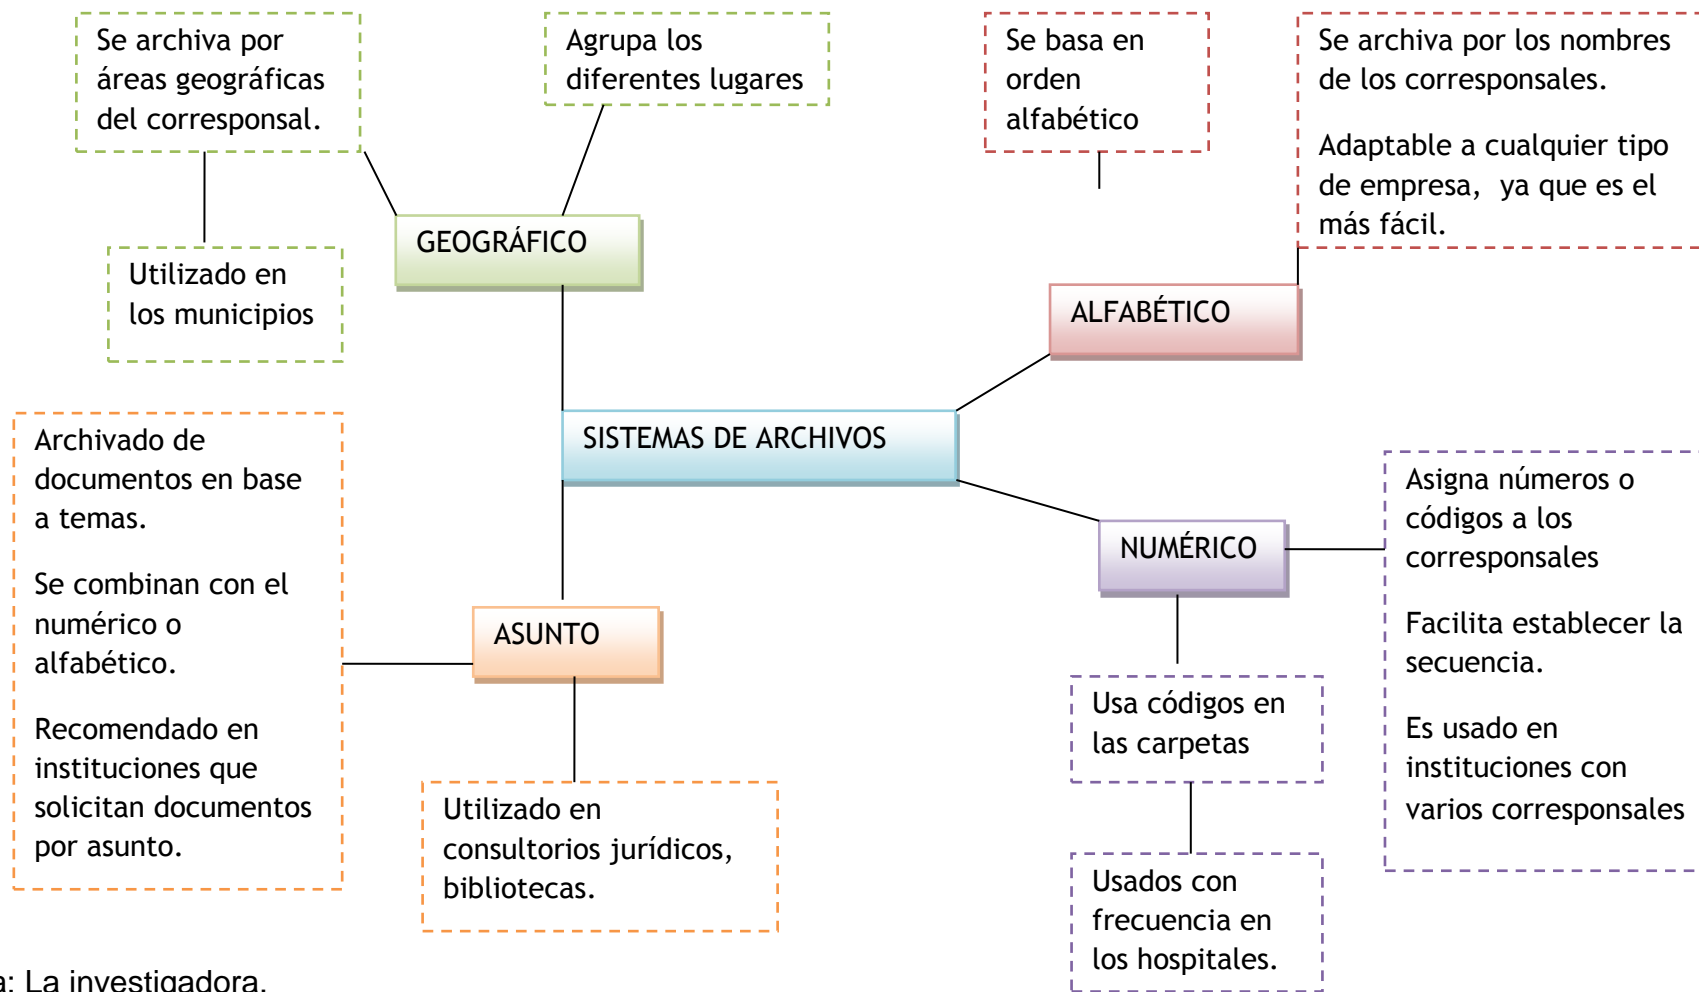 Se archiva por
áreas geográficas
del corresponsal.
Agrupa los
diferentes lugares
Se basa en
orden
alfabético
Se archiva por los nombres
de los corresponsales.
Adaptable a cualquier tipo
de empresa, ya que es el
más fácil.
GEOGRÁFICO
Utilizado en
los municipios
ALFABÉTICO
SISTEMAS DE ARCHIVOS
Archivado de
documentos en base
a temas.
Se combinan con el
numérico o
alfabético.
Recomendado en
instituciones que
solicitan documentos
por asunto.
ASUNTO
Utilizado en
consultorios jurídicos,
bibliotecas.
NUMÉRICO
Asigna números o
códigos a los
corresponsales
Facilita establecer la
secuencia.
Es usado en
instituciones con
varios corresponsales
Usa códigos en
las carpetas
Usados con
frecuencia en
los hospitales.
: La investigadora.